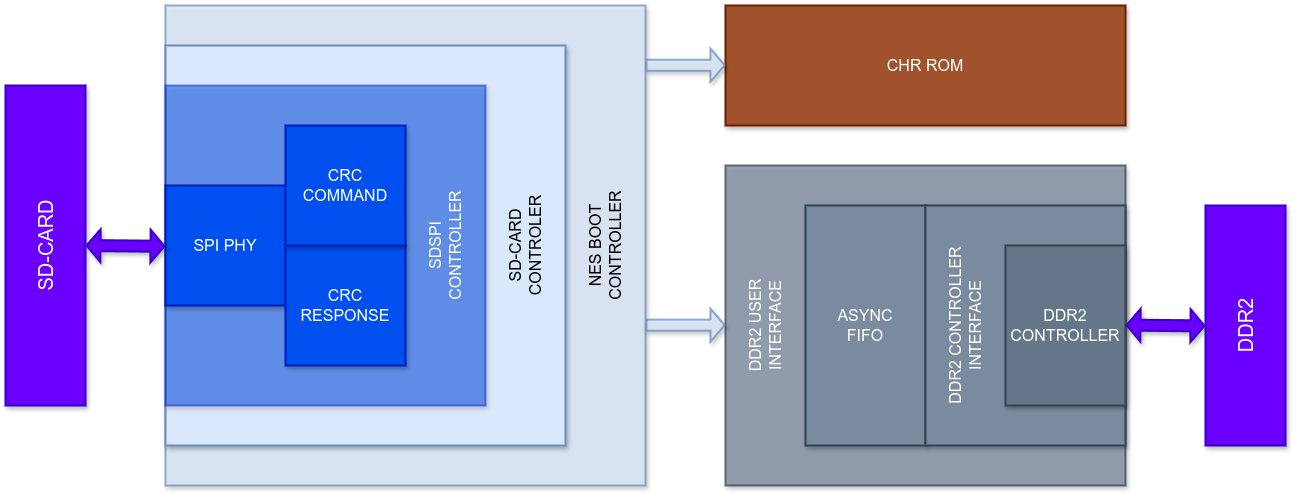 SD-CARD
SPI PHY
CRC
COMMAND
CRC
RESPONSE
SDSPI
CONTROLLER
SD-CARD
CONTROLER
NES BOOT
CONTROLLER
CHR ROM
DDR2 USER
INTERFACE
ASYNC
FIFO
DDR2 CONTROLLER
INTERFACE
DDR2
CONTROLLER
DDR2